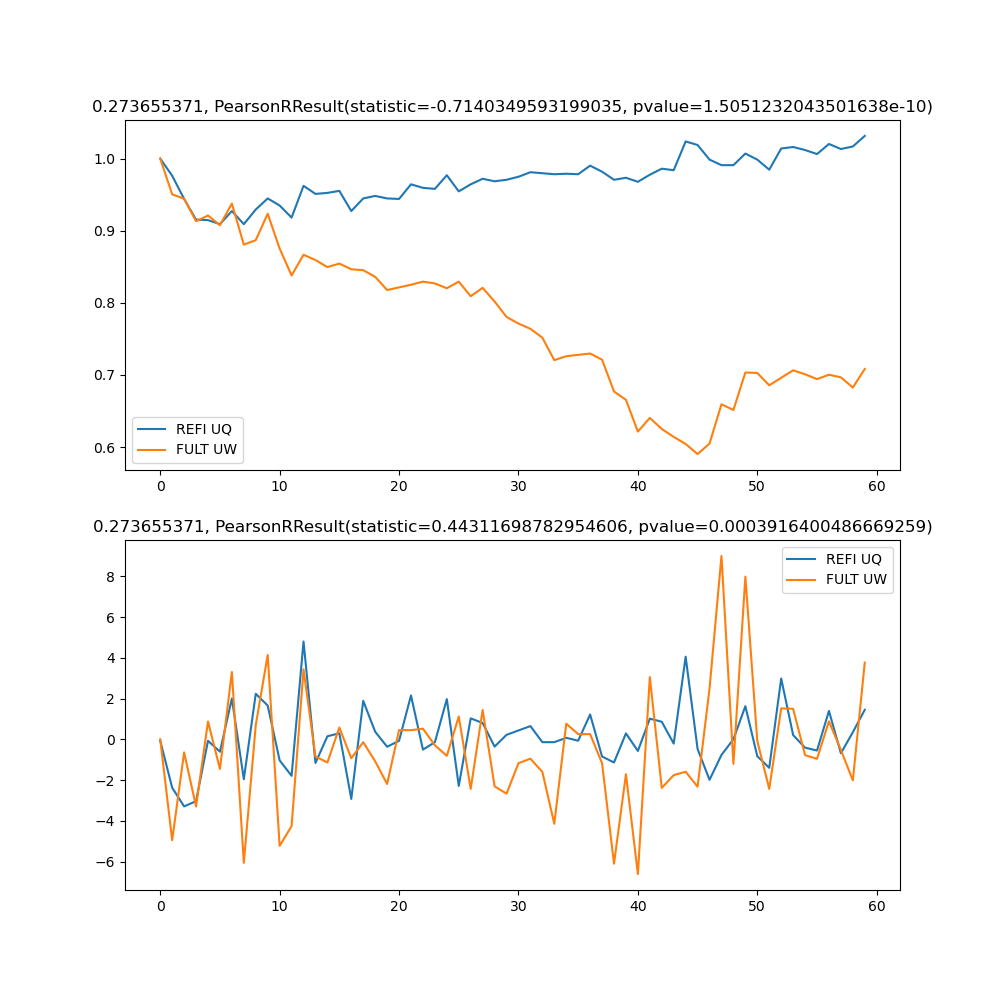 0.273655371, PearsonRResult(statistic=-0.7140349593199035, pvalue=1.5051232043501638e-10)
1.0
0.9
0.8
0.7
0.6
REFI UQ
FULT UW
0 10 20 30 40 50 60
0.273655371, PearsonRResult(statistic=0.44311698782954606, pvalue=0.0003916400486669259)
REFI UQ
FULT UW
8
6
4
2
0
−2
−4
−6
0 10 20 30 40 50 60